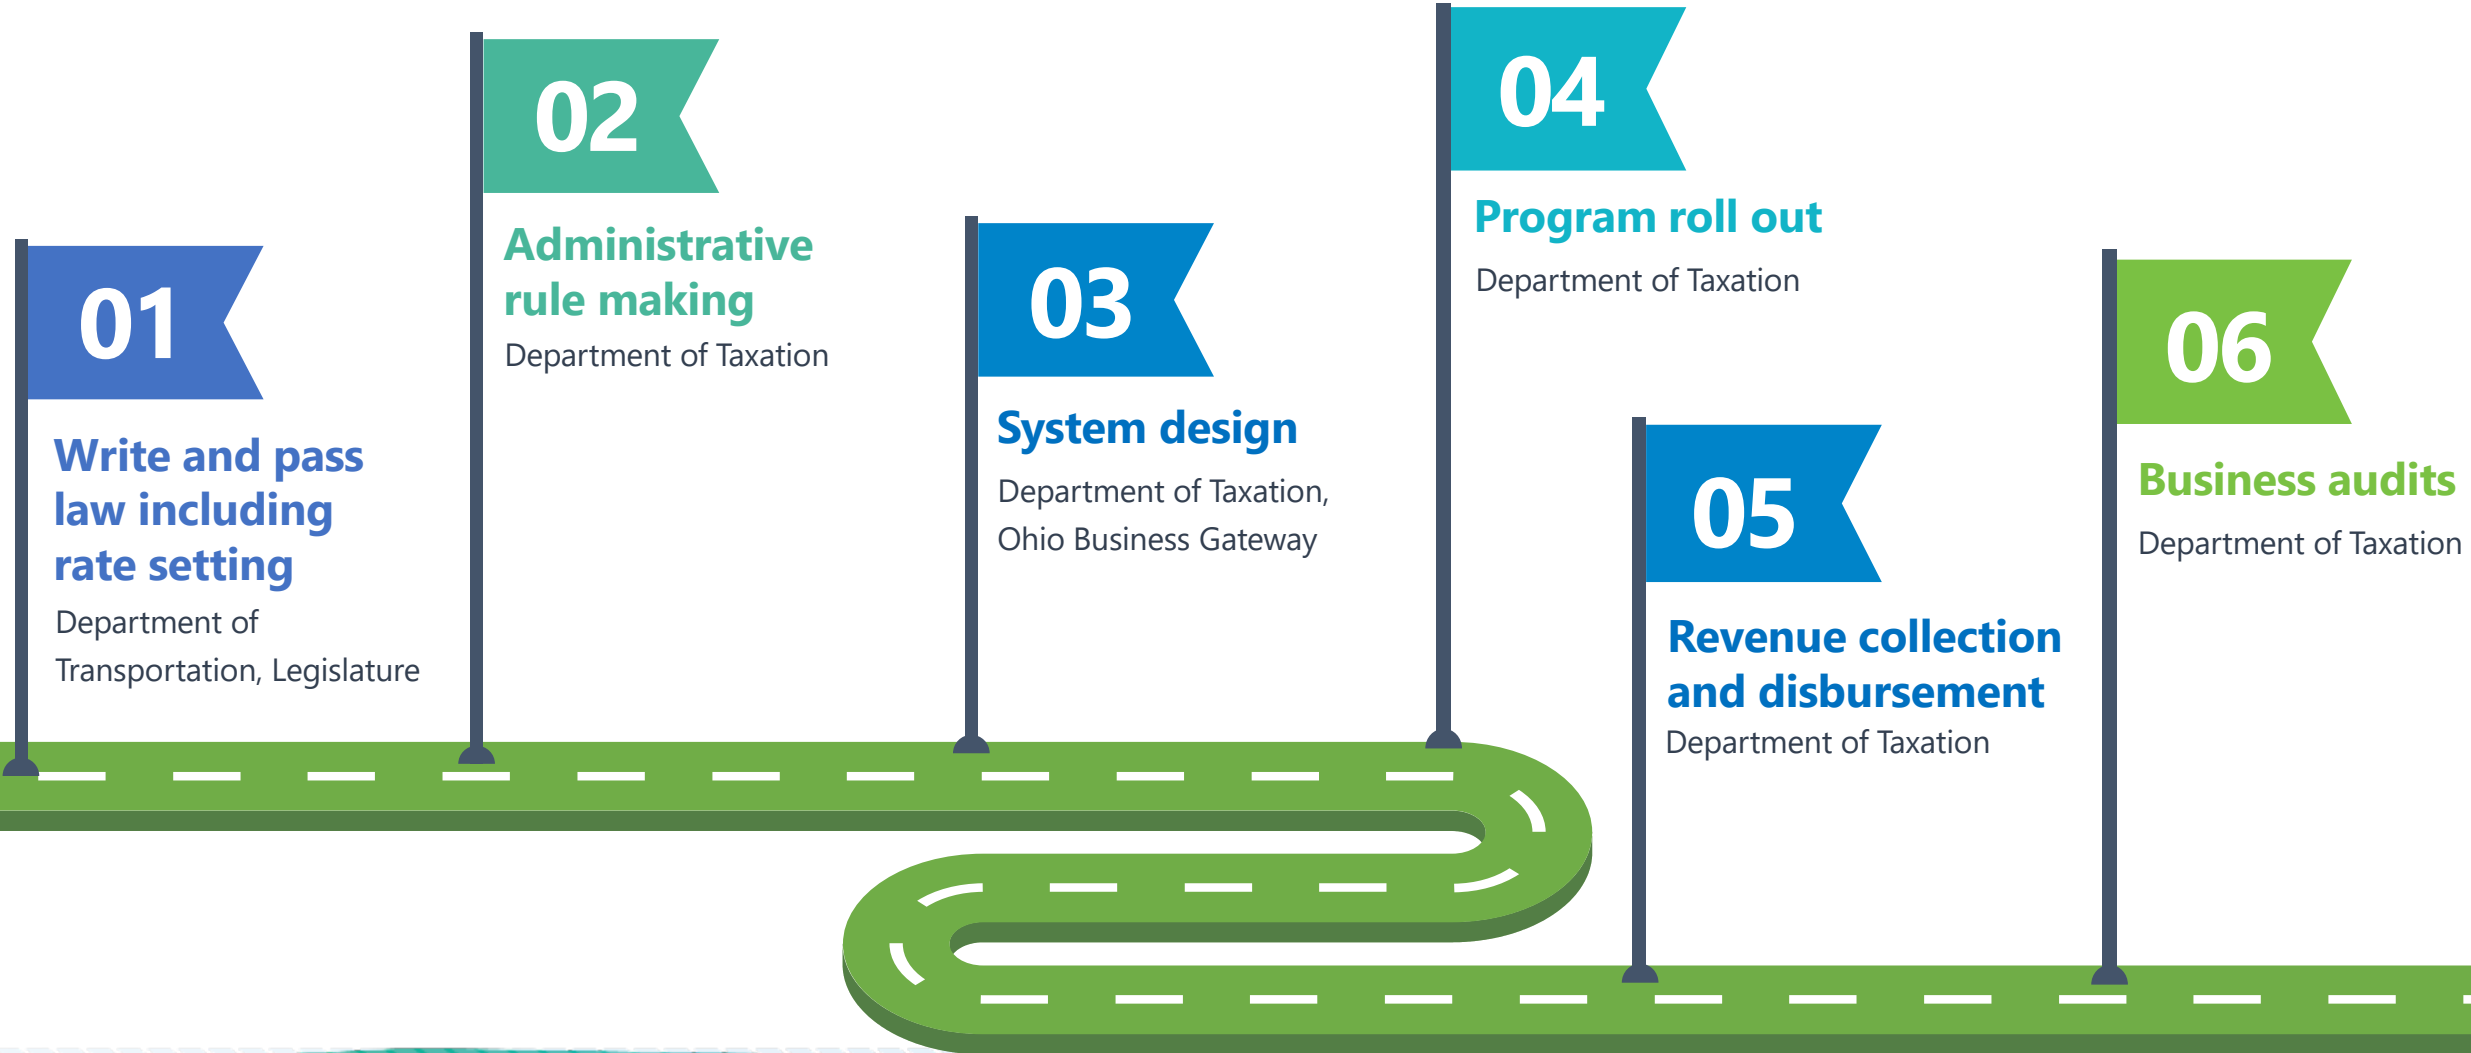 01
Write and pass
law including
rate setting
Department of
Transportation, Legislature
02
Administrative
rule making
Department of Taxation
03
System design
Department of Taxation,
Ohio Business Gateway
04
Program roll out
Department of Taxation
05
Revenue collection
and disbursement
Department of Taxation
06
Business audits
Department of Taxation